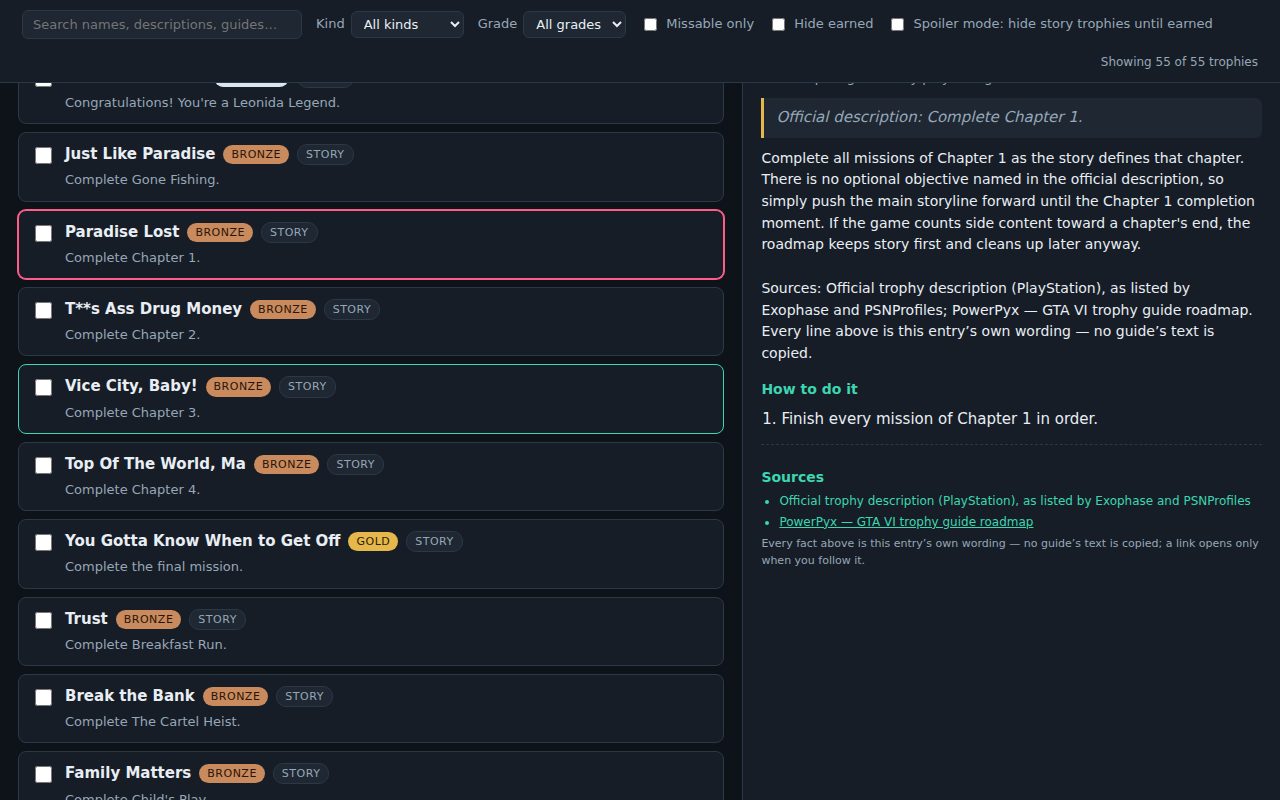 Search names, descriptions, guides...
Kind All kinds
Grade All grades
Missable only
Hide earned
Spoiler mode: hide story trophies until earned
Showing 55 of 55 trophies
Congratulations! You're a Leonida Legend.
Just Like Paradise BRONZE STORY
Complete Gone Fishing.
Paradise Lost BRONZE STORY
Complete Chapter 1.
T**s Ass Drug Money BRONZE STORY
Complete Chapter 2.
Vice City, Baby! BRONZE STORY
Complete Chapter 3.
Top Of The World, Ma BRONZE STORY
Complete Chapter 4.
You Gotta Know When to Get Off GOLD STORY
Complete the final mission.
Trust BRONZE STORY
Complete Breakfast Run.
Break the Bank BRONZE STORY
Complete The Cartel Heist.
Family Matters BRONZE STORY
Complete Child's Play.
Official description: Complete Chapter 1.
Complete all missions of Chapter 1 as the story defines that chapter.
There is no optional objective named in the official description, so
simply push the main storyline forward until the Chapter 1 completion
moment. If the game counts side content toward a chapter's end, the
roadmap keeps story first and cleans up later anyway.
Sources: Official trophy description (PlayStation), as listed by
Exophase and PSNProfiles; PowerPyx — GTA VI trophy guide roadmap.
Every line above is this entry’s own wording — no guide’s text is
copied.
How to do it
1. Finish every mission of Chapter 1 in order.
Sources
• Official trophy description (PlayStation), as listed by Exophase and PSNProfiles
• PowerPyx — GTA VI trophy guide roadmap
Every fact above is this entry’s own wording — no guide’s text is copied; a link opens only
when you follow it.